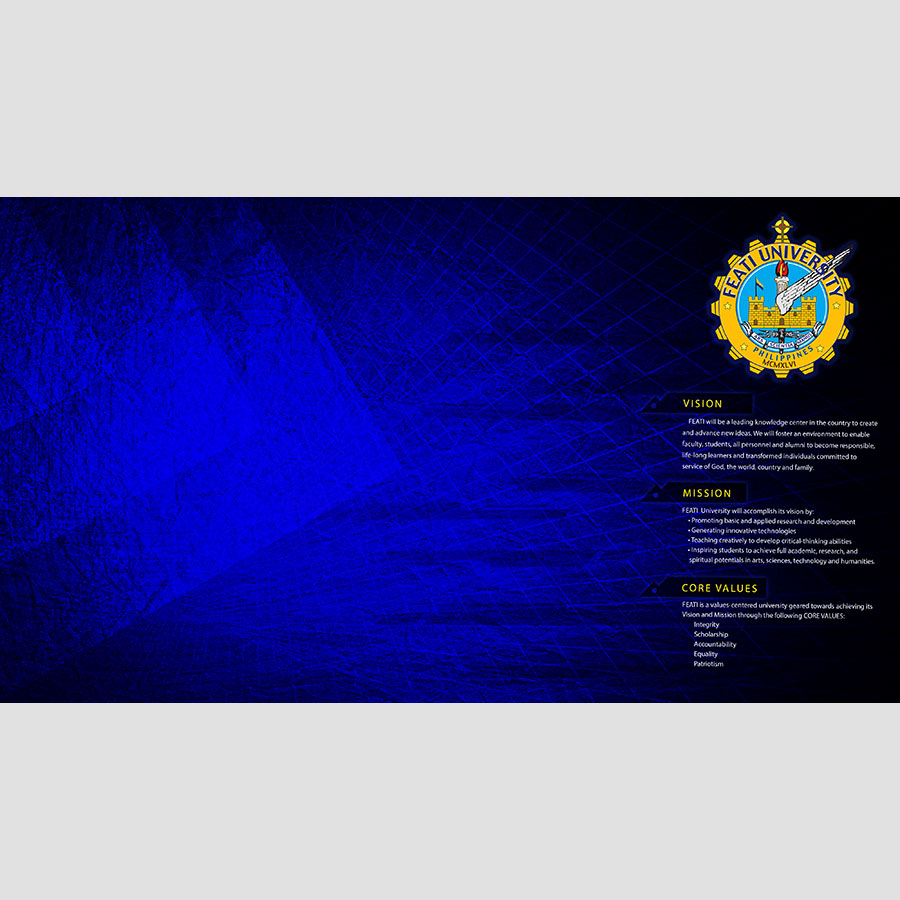 FEATI UNIVERSITY
SCIENTIA
PHILIPPINES
MCMXLVI
VISION
FEATI will be a leading knowledge center in the country to create
and advance new ideas. We will foster an environment to enable
faculty, students, all personnel and alumni to become responsible,
life-long learners and transformed individuals committed to
service of God, the world, country and family.
MISSION
FEATI University will accomplish its vision by:
• Promoting basic and applied research and development
• Generating innovative technologies
• Teaching creatively to develop critical-thinking abilities
• Inspiring students to achieve full academic, research, and
spiritual potentials in arts, sciences, technology and humanities.
CORE VALUES
FEATI is a values-centered university geared towards achieving its
Vision and Mission through the following CORE VALUES:
Integrity
Scholarship
Accountability
Equality
Patriotism